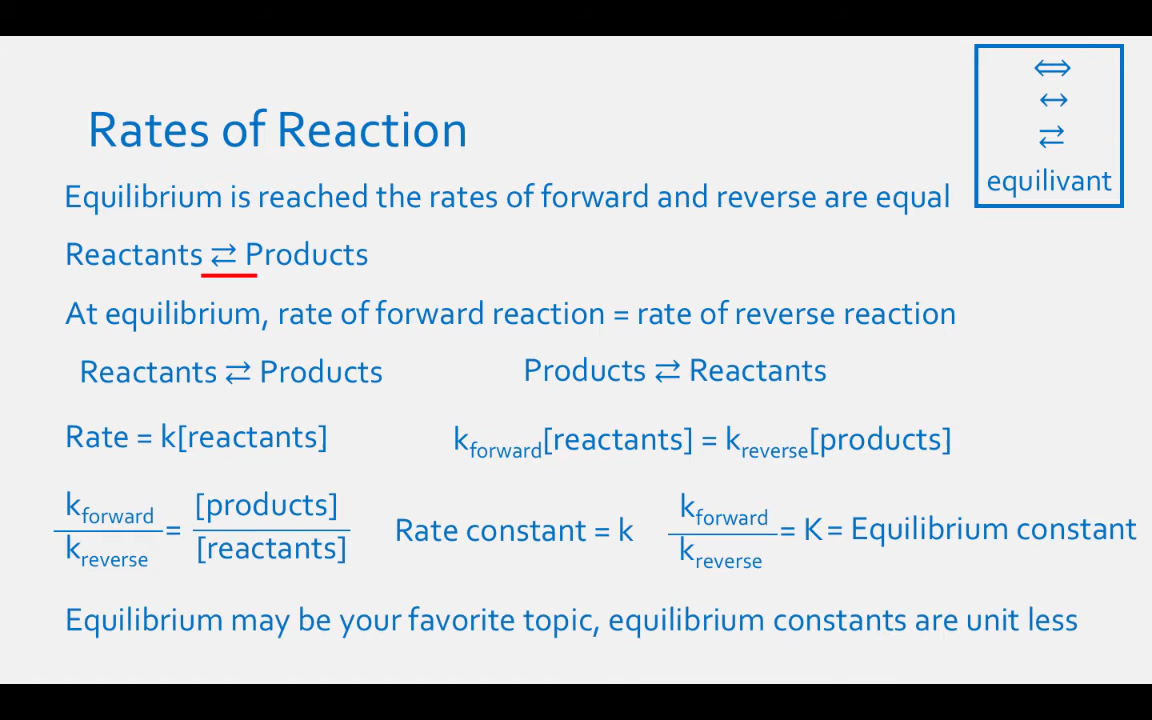 ⇔
↔
⇄
equilivant
Rates of Reaction
Equilibrium is reached the rates of forward and reverse are equal
Reactants ⇄ Products
At equilibrium, rate of forward reaction = rate of reverse reaction
Reactants ⇄ Products
Products ⇄ Reactants
Rate = k[reactants]
kforward[reactants] = kreverse[products]
kforward/kreverse = [products]/[reactants]
Rate constant = k
kforward/kreverse = K = Equilibrium constant
Equilibrium may be your favorite topic, equilibrium constants are unit less